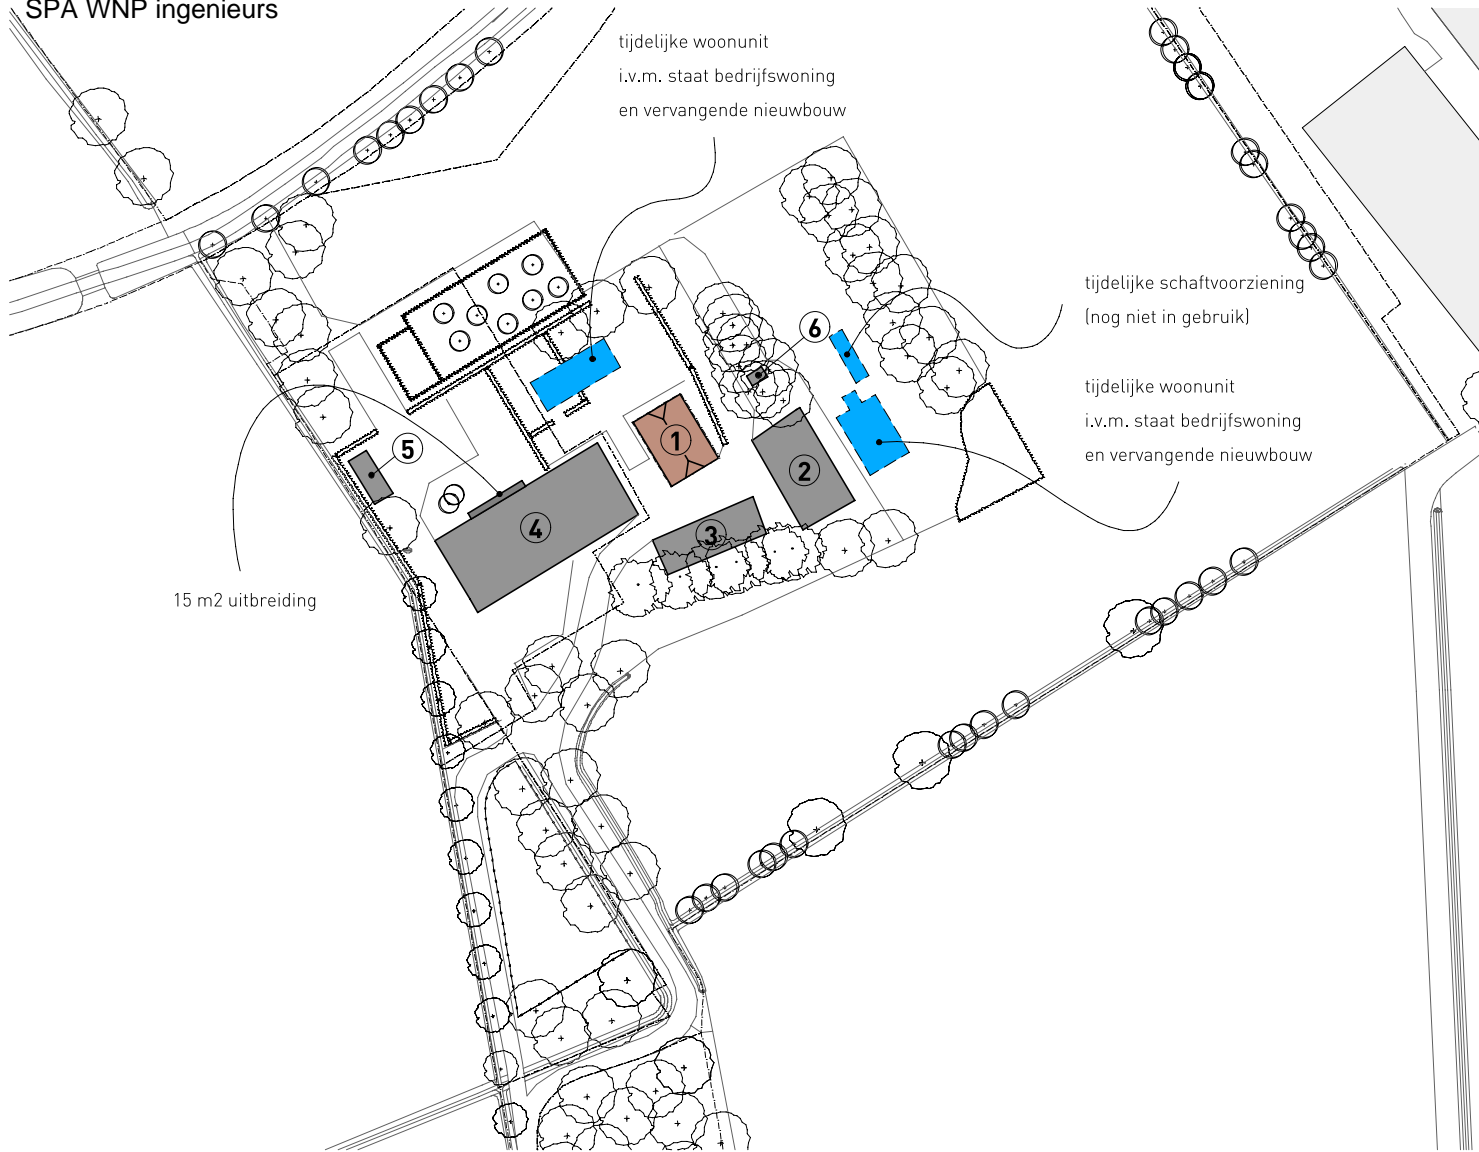 SPA WNP ingenieurs
tijdelijke woonunit
i.v.m. staat bedrijfswoning
en vervangende nieuwbouw
tijdelijke schaftvoorziening
(nog niet in gebruik)
tijdelijke woonunit
i.v.m. staat bedrijfswoning
en vervangende nieuwbouw
6
1
5
2
4
3
15 m2 uitbreiding